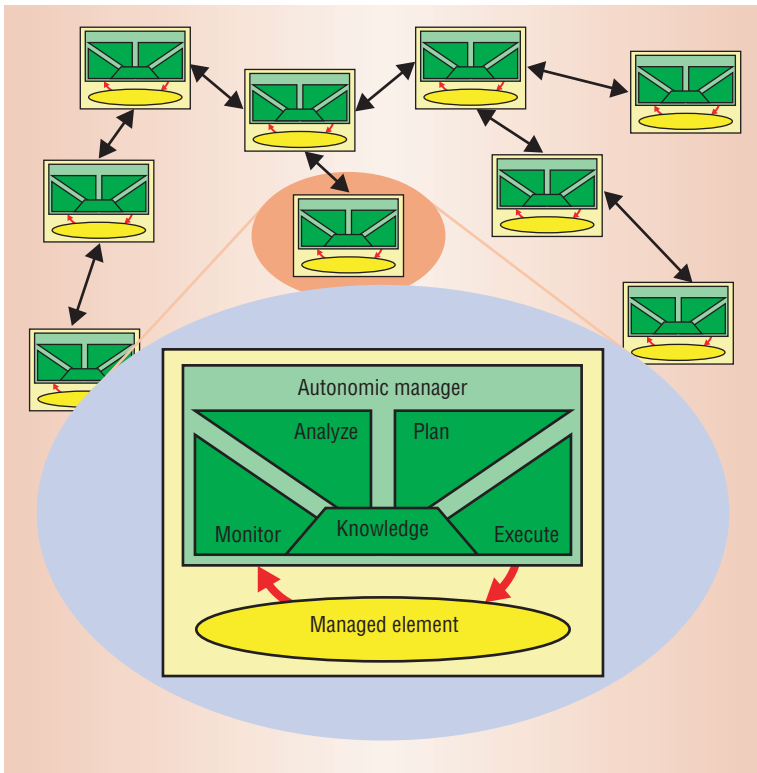 Autonomic manager
Analyze Plan
Monitor Knowledge Execute
Managed element